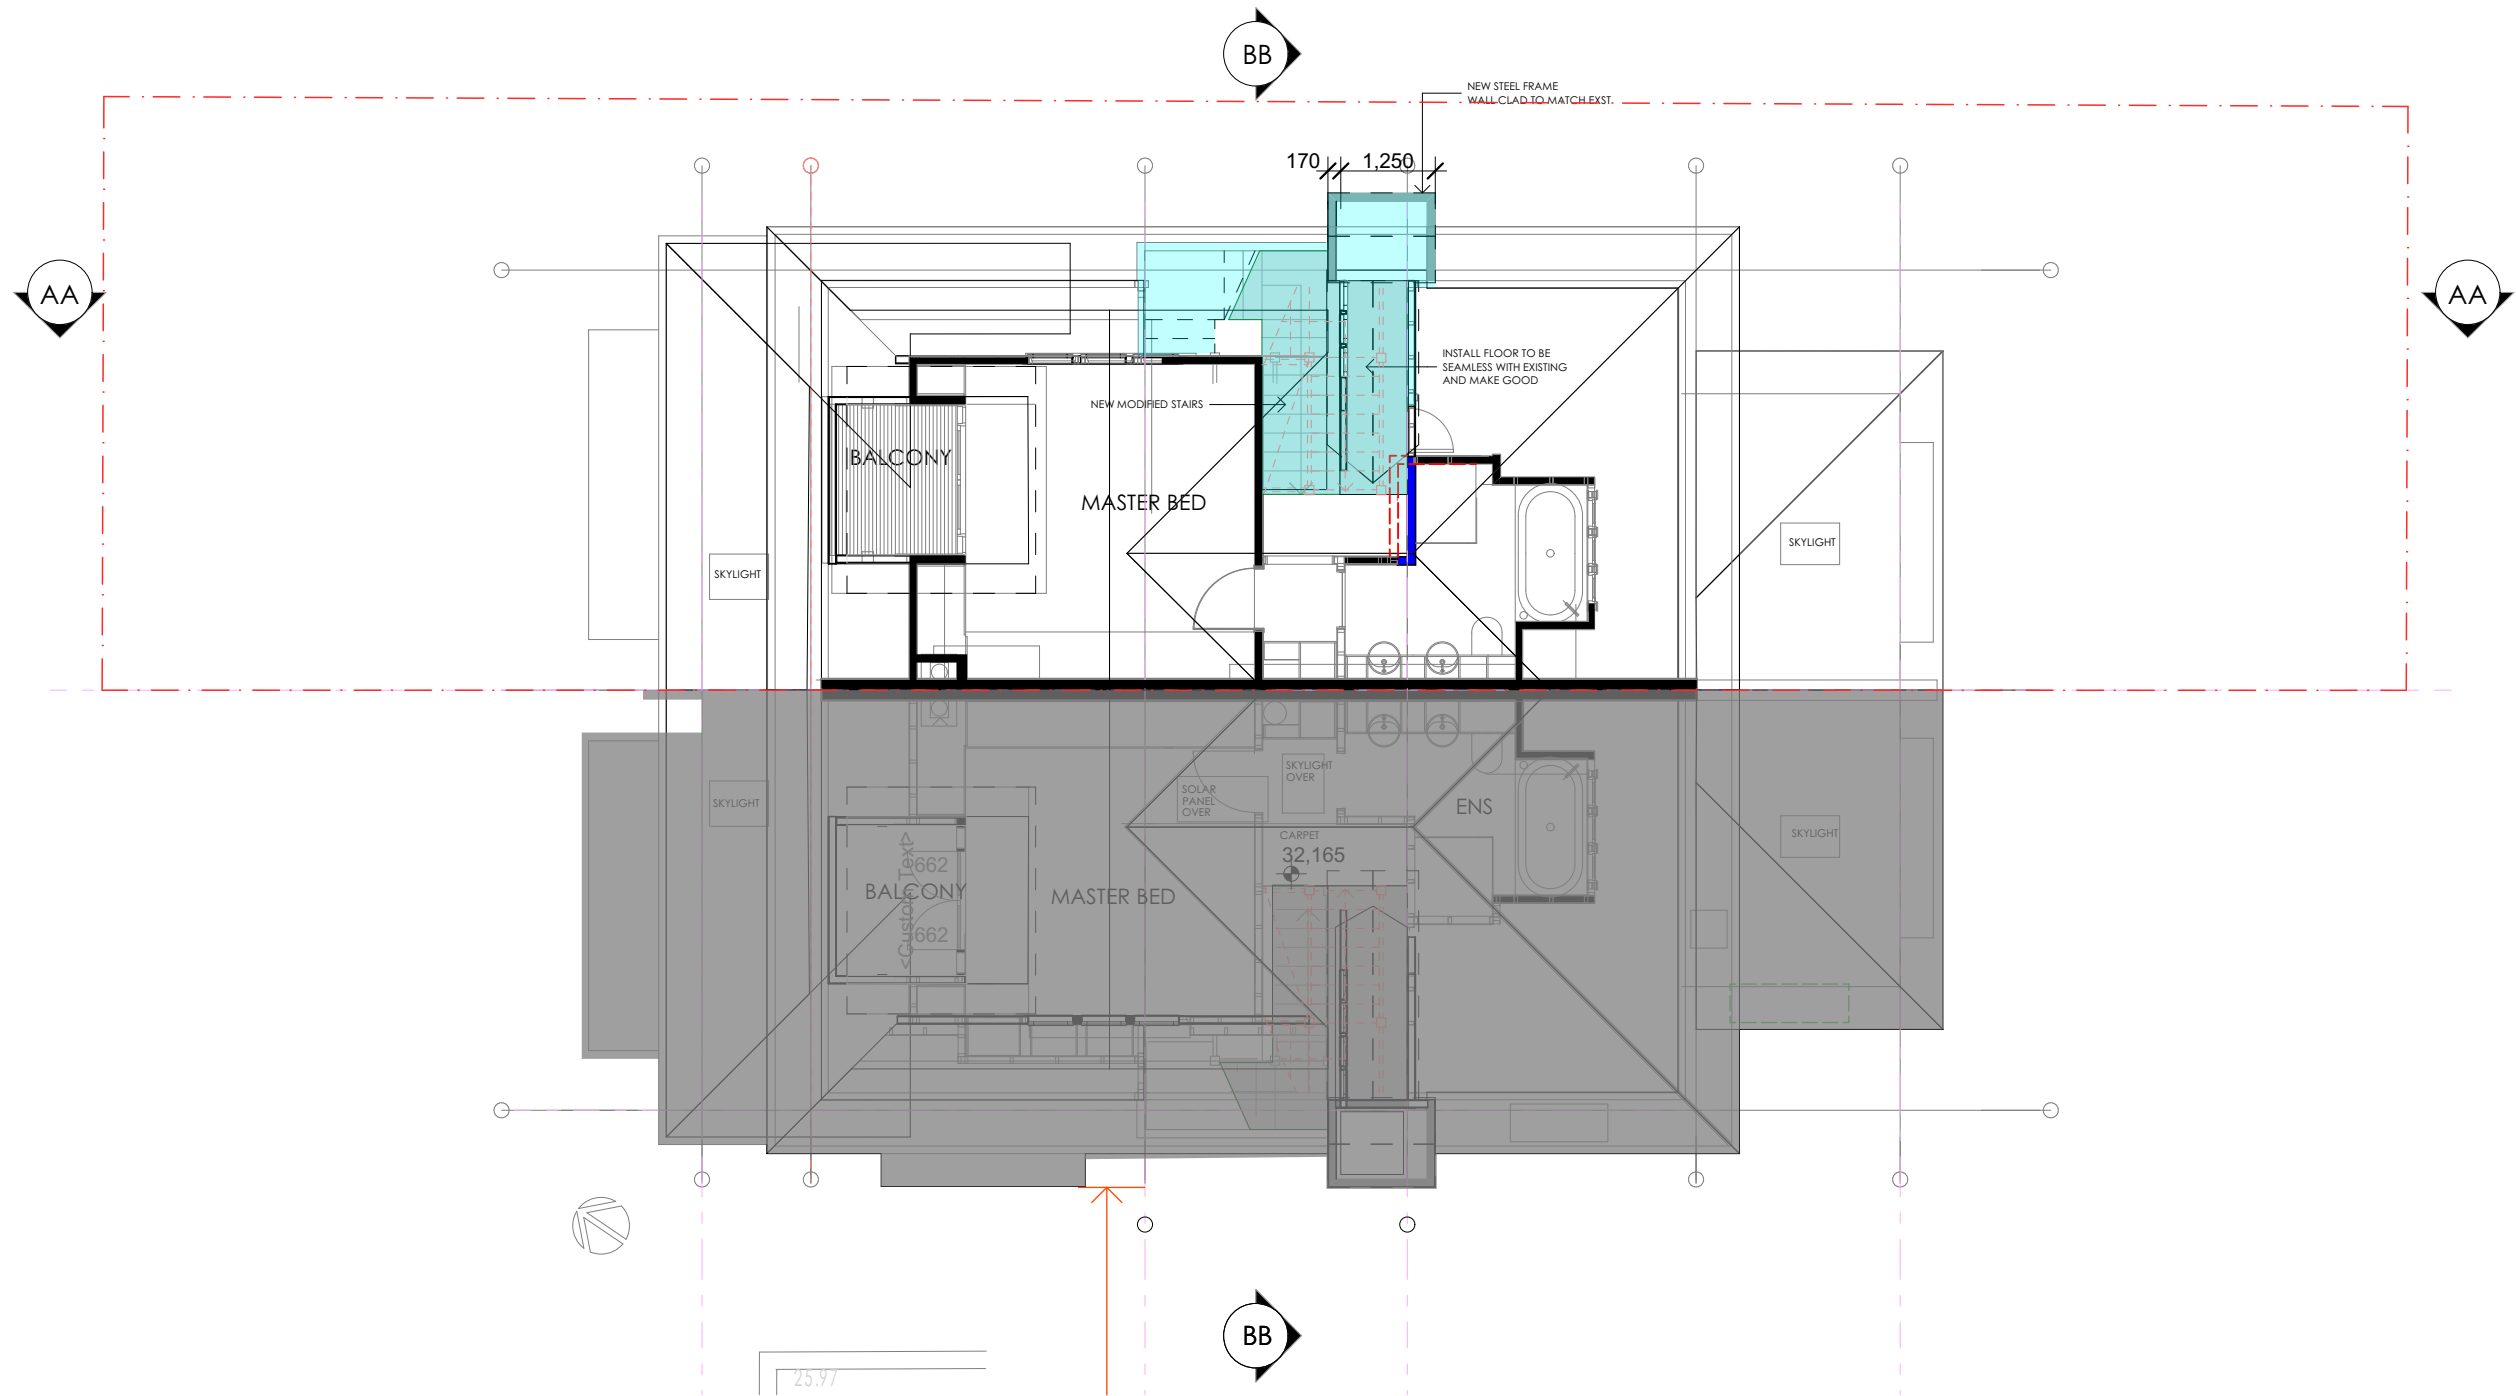 BB
NEW STEEL FRAME
WALL CLAD TO MATCH EXST.
170
1,250
AA
AA
INSTALL FLOOR TO BE
SEAMLESS WITH EXISTING
AND MAKE GOOD
NEW MODIFIED STAIRS
BALCONY
MASTER BED
SKYLIGHT
SKYLIGHT
SKYLIGHT
OVER
SOLAR
PANEL
OVER
SKYLIGHT
ENS
SKYLIGHT
CARPET
32,165
<Custom Text>
662
BALCONY
MASTER BED
662
BB
25.97